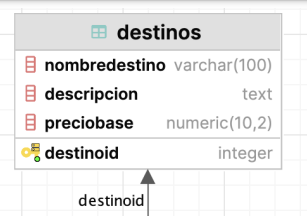 destinos
nombredestino varchar(100)
descripcion text
preciobase numeric(10,2)
destinoid integer
destinoid